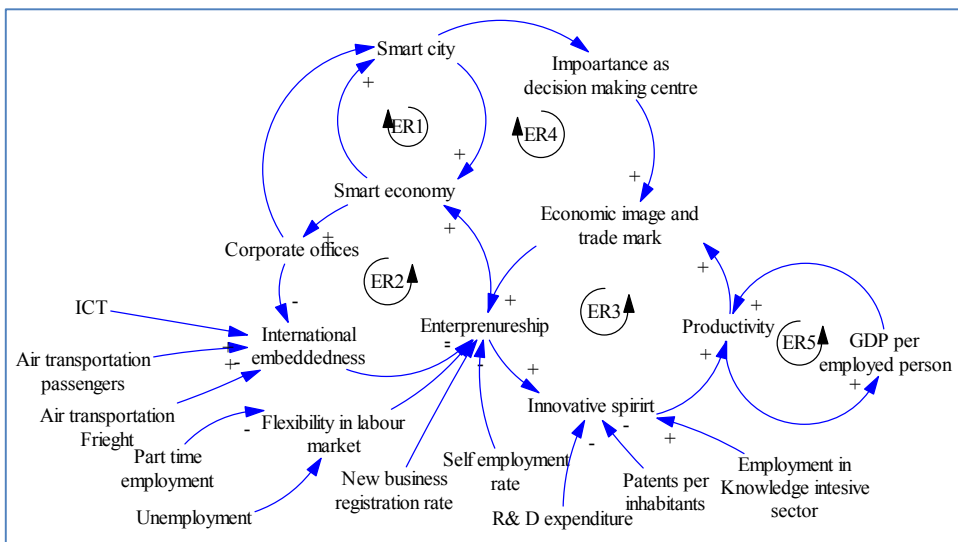 Smart city
Impoartance as
decision making centre
+
ER1
ER4
+
+
Smart economy
Economic image and
trade mark
+
Corporate offices
+
+
ER2
-
ICT
+
ER3
+
International
embeddedness
Enterprenureship
Productivity
ER5
GDP per
employed person
Air transportation
passengers
+
+
-
-
-
-
+
+
+
Air transportation
Frieght
-
Flexibility in labour
market
Innovative spirirt
-
-
+
Part time
employment
New business
registration rate
Self employment
rate
Patents per
inhabitants
Employment in
Knowledge intesive
sector
Unemployment
R& D expenditure